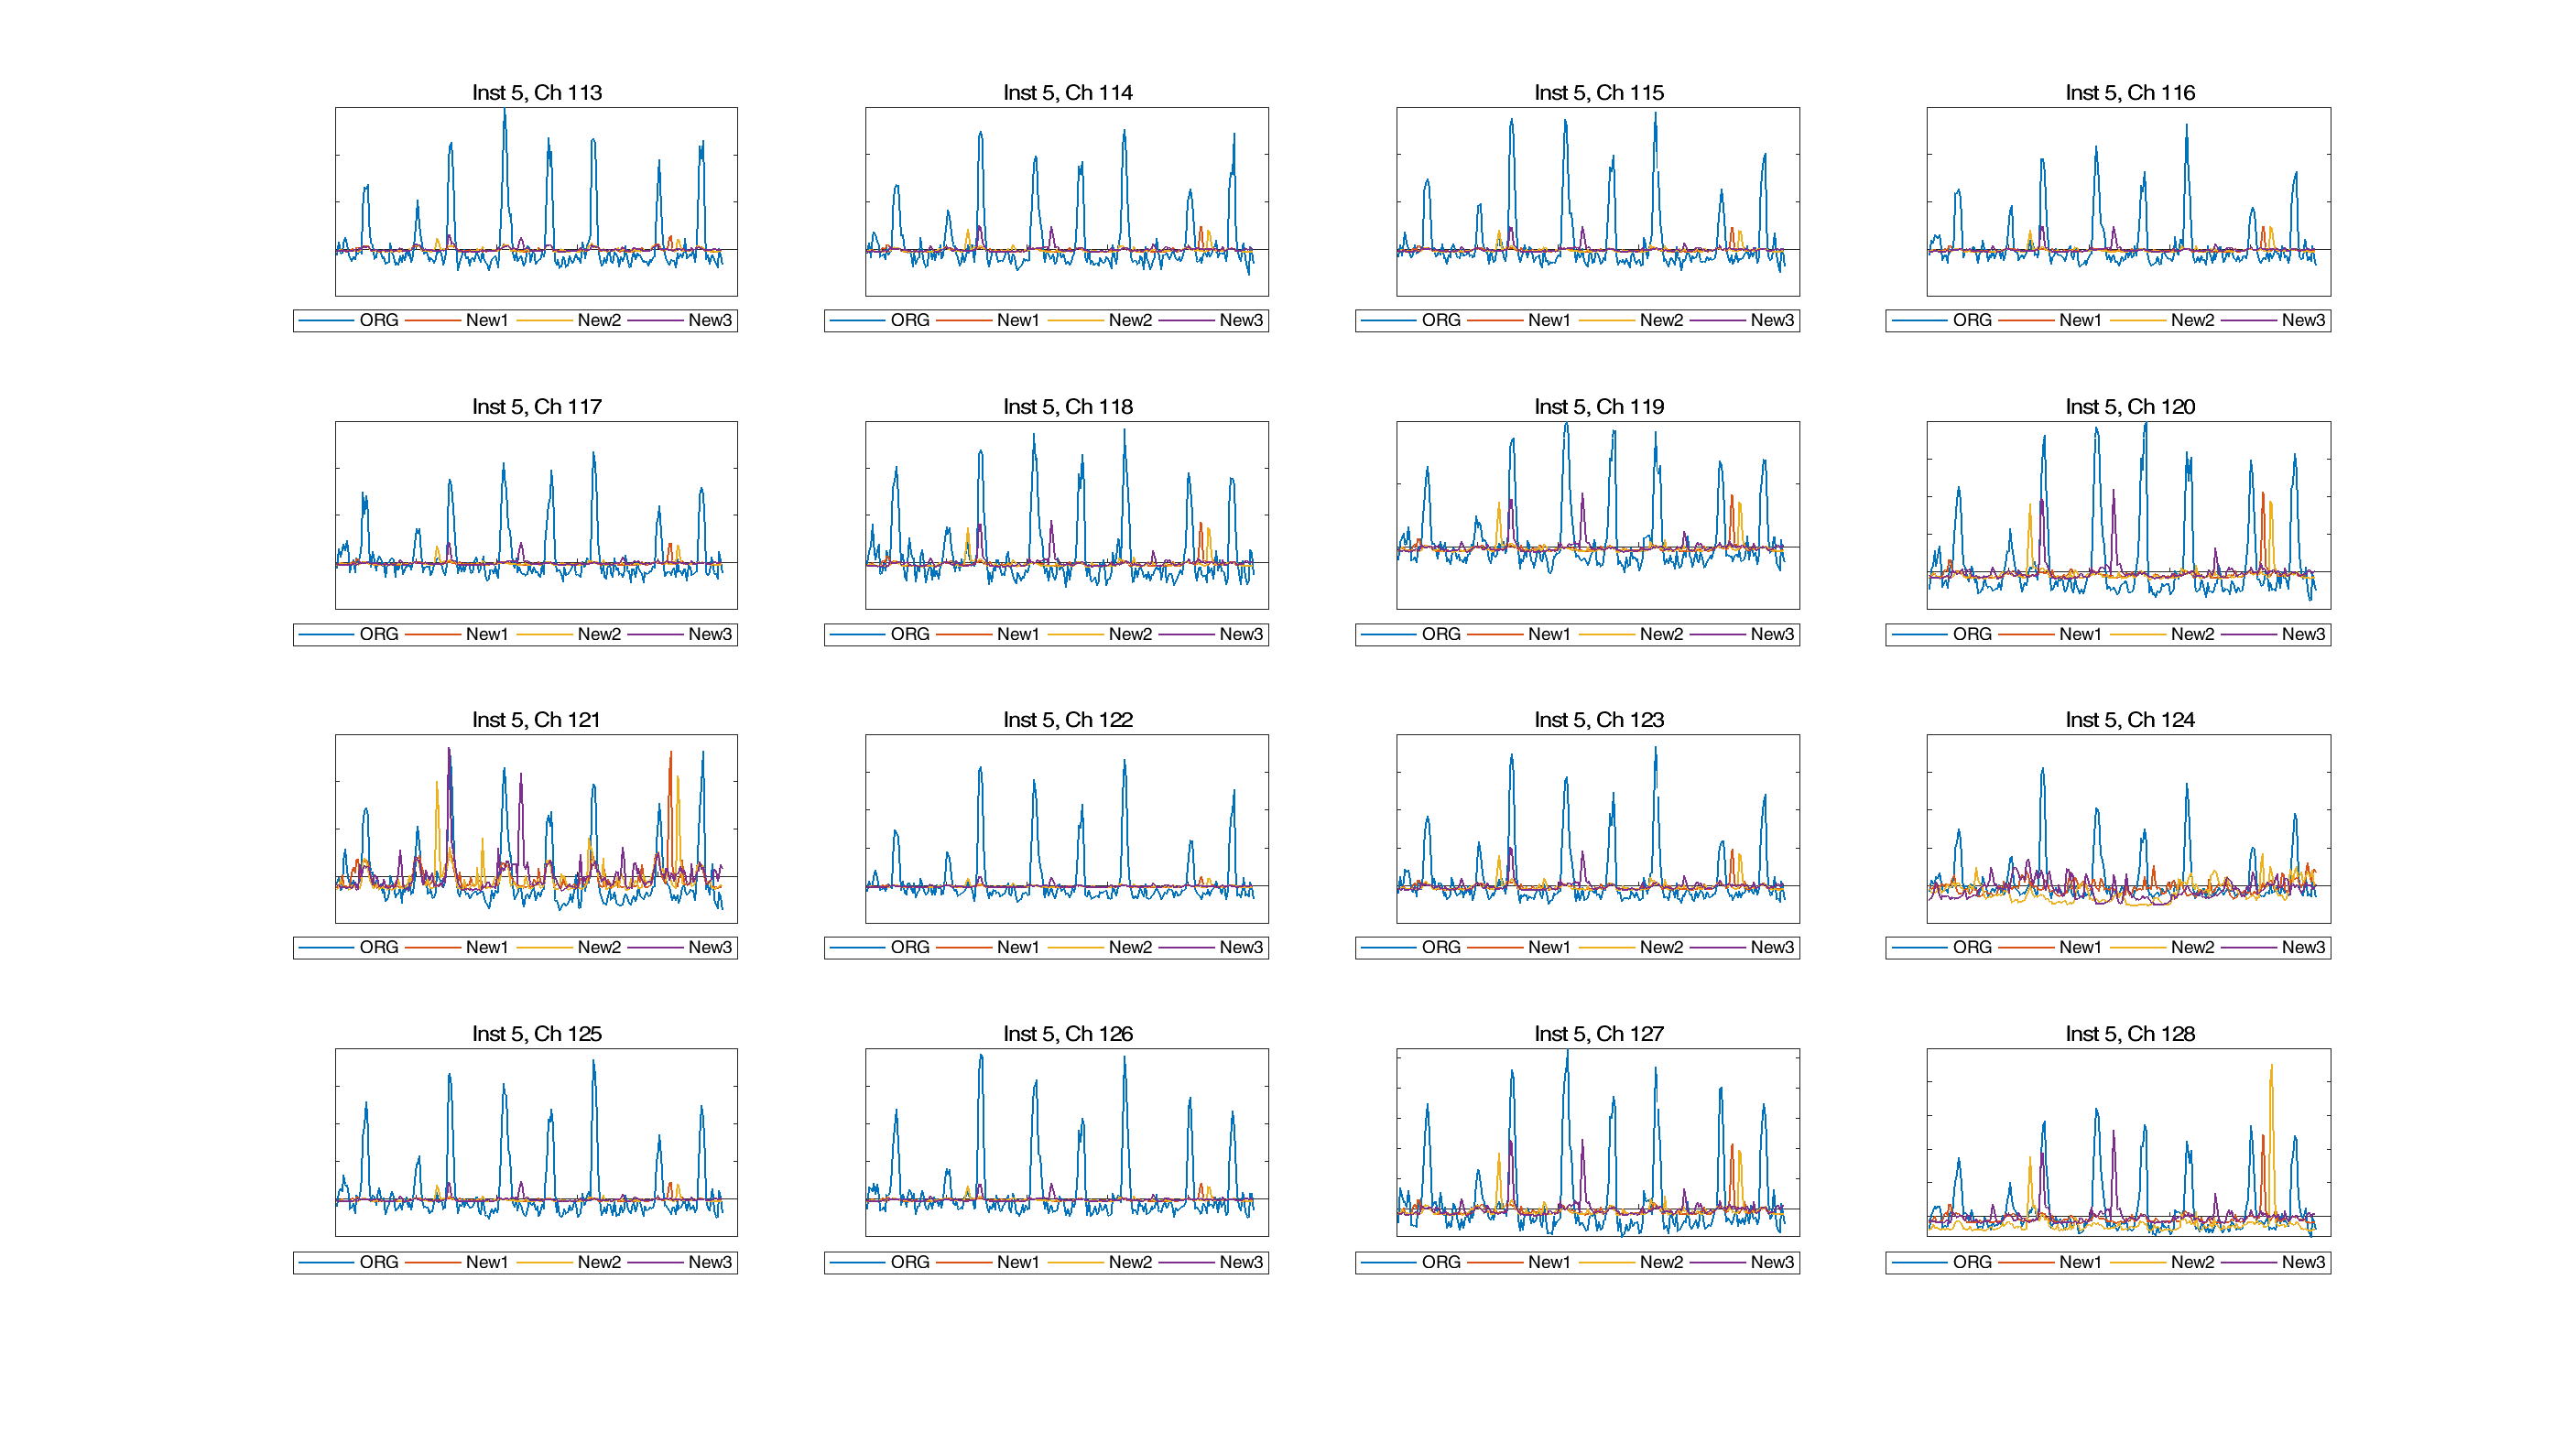 Inst 5, Ch 113
ORG New1 New2 New3
Inst 5, Ch 114
ORG New1 New2 New3
Inst 5, Ch 115
ORG New1 New2 New3
Inst 5, Ch 116
ORG New1 New2 New3
Inst 5, Ch 117
ORG New1 New2 New3
Inst 5, Ch 118
ORG New1 New2 New3
Inst 5, Ch 119
ORG New1 New2 New3
Inst 5, Ch 120
ORG New1 New2 New3
Inst 5, Ch 121
ORG New1 New2 New3
Inst 5, Ch 122
ORG New1 New2 New3
Inst 5, Ch 123
ORG New1 New2 New3
Inst 5, Ch 124
ORG New1 New2 New3
Inst 5, Ch 125
ORG New1 New2 New3
Inst 5, Ch 126
ORG New1 New2 New3
Inst 5, Ch 127
ORG New1 New2 New3
Inst 5, Ch 128
ORG New1 New2 New3